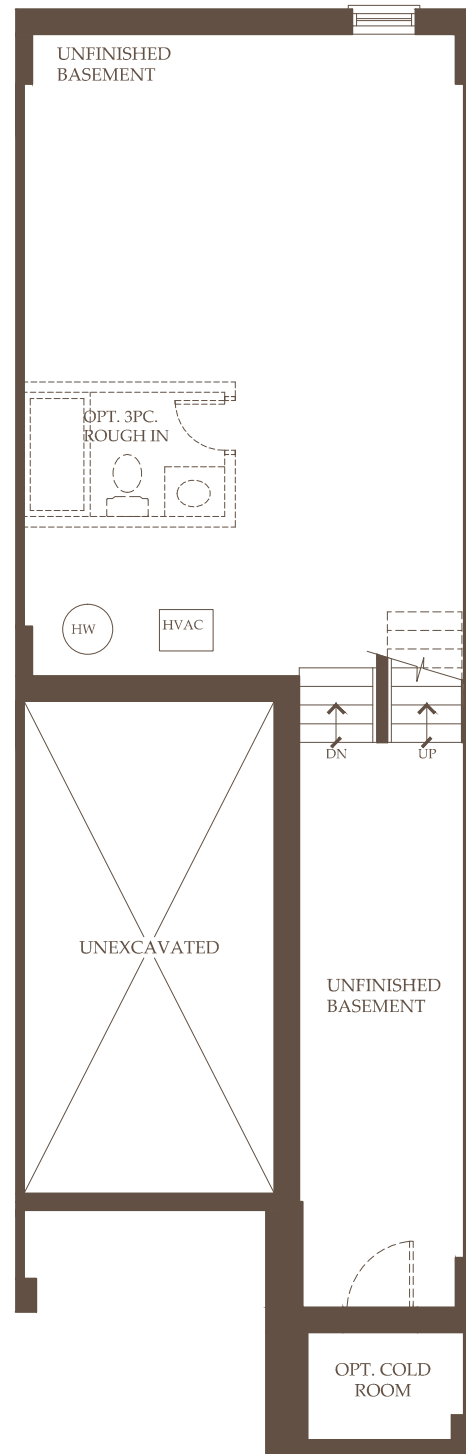 UNFINISHED
BASEMENT
OPT. 3PC.
ROUGH IN
HW
HVAC
DN
UP
UNEXCAVATED
UNFINISHED
BASEMENT
OPT. COLD
ROOM